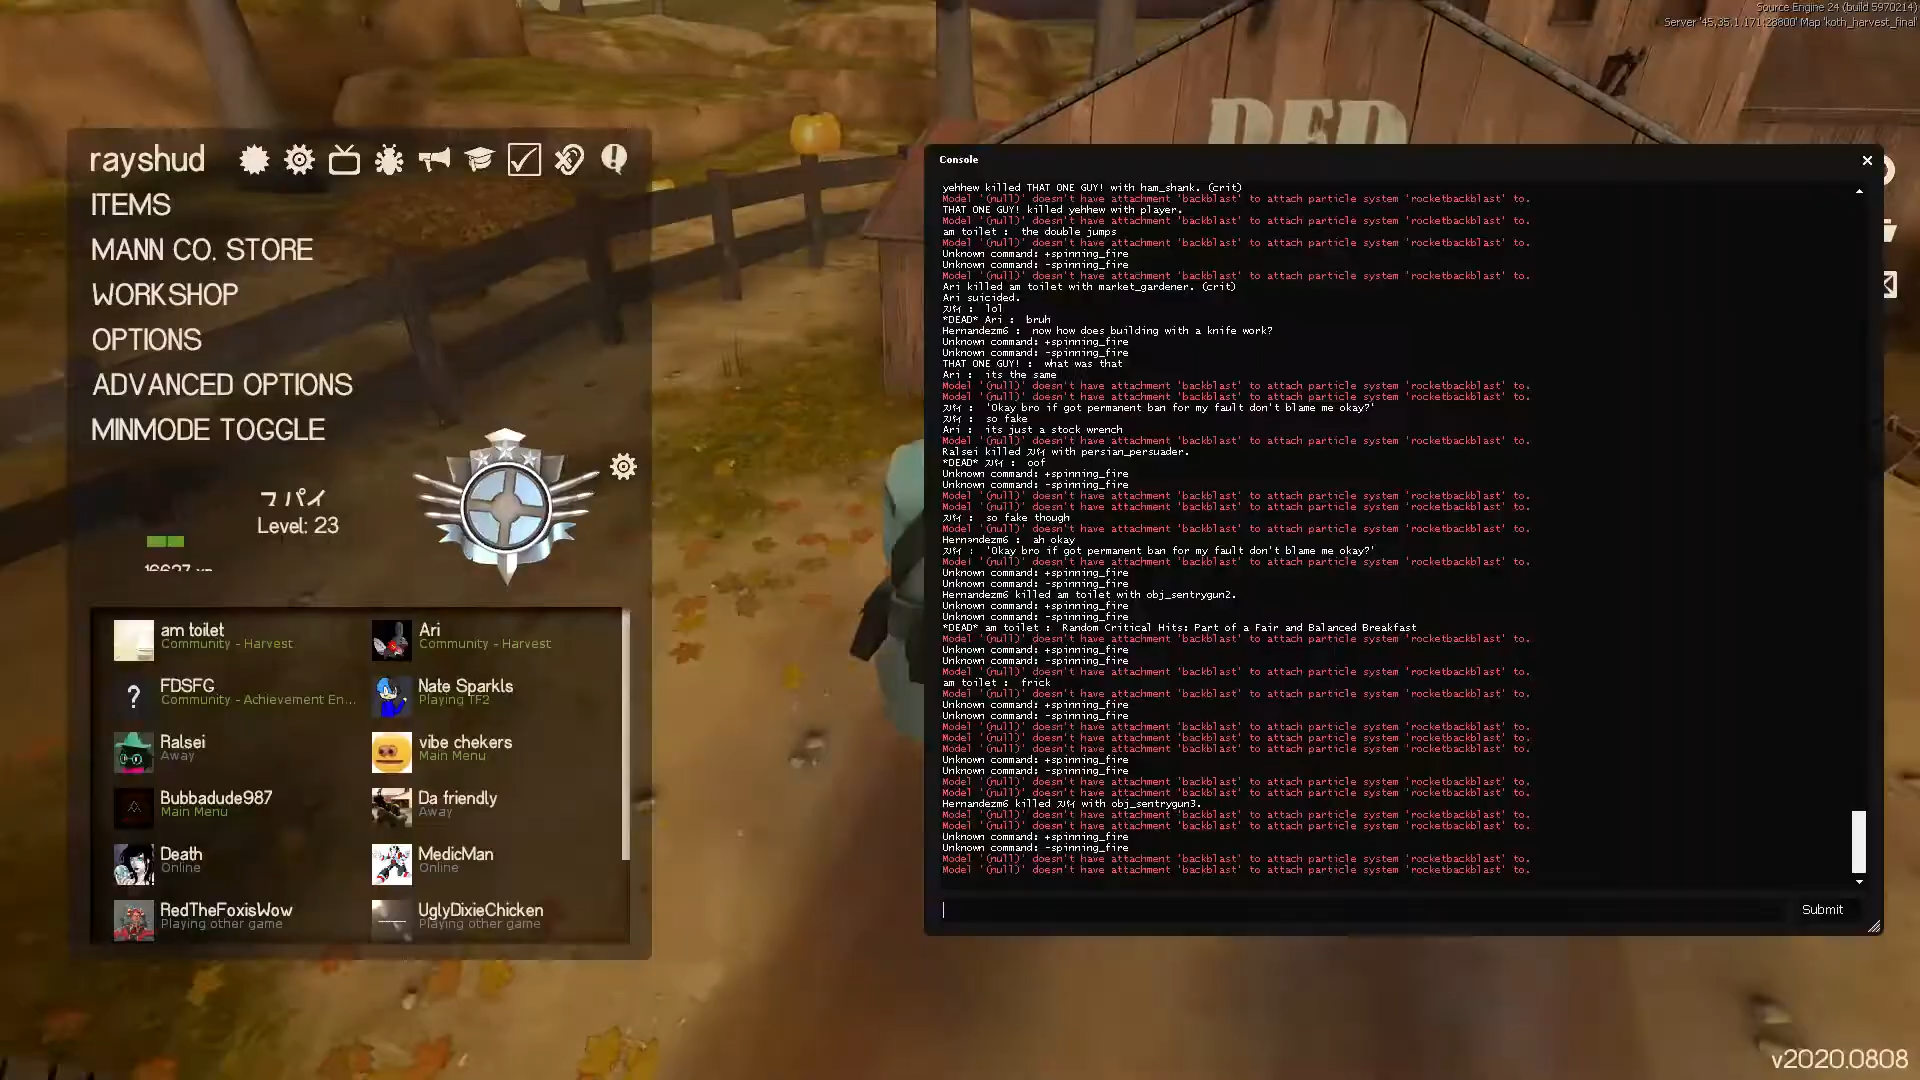 Source Engine 24 (build 5970214)
Server '45.35.1.171:28800' Map 'koth_harvest_final'
RED
rayshud
ITEMS
MANN CO. STORE
WORKSHOP
OPTIONS
ADVANCED OPTIONS
MINMODE TOGGLE
Level: 23
16627 xp
am toilet
Community - Harvest
Ari
Community - Harvest
FDSFG
Community - Achievement En...
Nate Sparkls
Playing TF2
Ralsei
Away
vibe chekers
Main Menu
Bubbadude987
Main Menu
Da friendly
Away
Death
Online
MedicMan
Online
RedTheFoxisWow
Playing other game
UglyDixieChicken
Playing other game
Console
yehhew killed THAT ONE GUY! with ham_shank. (crit)
Model '(null)' doesn't have attachment 'backblast' to attach particle system 'rocketbackblast' to.
THAT ONE GUY! killed yehhew with player.
Model '(null)' doesn't have attachment 'backblast' to attach particle system 'rocketbackblast' to.
am toilet :  the double jumps
Model '(null)' doesn't have attachment 'backblast' to attach particle system 'rocketbackblast' to.
Unknown command: +spinning_fire
Unknown command: -spinning_fire
Model '(null)' doesn't have attachment 'backblast' to attach particle system 'rocketbackblast' to.
Ari killed am toilet with market_gardener. (crit)
Ari suicided.
スパイ :  lol
*DEAD* Ari :  bruh
Hernandezm6 :  now how does building with a knife work?
Unknown command: +spinning_fire
Unknown command: -spinning_fire
THAT ONE GUY! :  what was that
Ari :  its the same
Model '(null)' doesn't have attachment 'backblast' to attach particle system 'rocketbackblast' to.
Model '(null)' doesn't have attachment 'backblast' to attach particle system 'rocketbackblast' to.
スパイ :  'Okay bro if got permanent ban for my fault don't blame me okay?'
スパイ :  so fake
Ari :  its just a stock wrench
Model '(null)' doesn't have attachment 'backblast' to attach particle system 'rocketbackblast' to.
Ralsei killed スパイ with persian_persuader.
*DEAD* スパイ :  oof
Unknown command: +spinning_fire
Unknown command: -spinning_fire
Model '(null)' doesn't have attachment 'backblast' to attach particle system 'rocketbackblast' to.
Model '(null)' doesn't have attachment 'backblast' to attach particle system 'rocketbackblast' to.
スパイ :  so fake though
Model '(null)' doesn't have attachment 'backblast' to attach particle system 'rocketbackblast' to.
Hernandezm6 :  ah okay
スパイ :  'Okay bro if got permanent ban for my fault don't blame me okay?'
Model '(null)' doesn't have attachment 'backblast' to attach particle system 'rocketbackblast' to.
Unknown command: +spinning_fire
Unknown command: -spinning_fire
Hernandezm6 killed am toilet with obj_sentrygun2.
Unknown command: +spinning_fire
Unknown command: -spinning_fire
*DEAD* am toilet :  Random Critical Hits: Part of a Fair and Balanced Breakfast
Model '(null)' doesn't have attachment 'backblast' to attach particle system 'rocketbackblast' to.
Unknown command: +spinning_fire
Unknown command: -spinning_fire
Model '(null)' doesn't have attachment 'backblast' to attach particle system 'rocketbackblast' to.
am toilet :  frick
Model '(null)' doesn't have attachment 'backblast' to attach particle system 'rocketbackblast' to.
Unknown command: +spinning_fire
Unknown command: -spinning_fire
Model '(null)' doesn't have attachment 'backblast' to attach particle system 'rocketbackblast' to.
Model '(null)' doesn't have attachment 'backblast' to attach particle system 'rocketbackblast' to.
Model '(null)' doesn't have attachment 'backblast' to attach particle system 'rocketbackblast' to.
Unknown command: +spinning_fire
Unknown command: -spinning_fire
Model '(null)' doesn't have attachment 'backblast' to attach particle system 'rocketbackblast' to.
Model '(null)' doesn't have attachment 'backblast' to attach particle system 'rocketbackblast' to.
Hernandezm6 killed スパイ with obj_sentrygun3.
Model '(null)' doesn't have attachment 'backblast' to attach particle system 'rocketbackblast' to.
Model '(null)' doesn't have attachment 'backblast' to attach particle system 'rocketbackblast' to.
Unknown command: +spinning_fire
Unknown command: -spinning_fire
Model '(null)' doesn't have attachment 'backblast' to attach particle system 'rocketbackblast' to.
Model '(null)' doesn't have attachment 'backblast' to attach particle system 'rocketbackblast' to.
Submit
v2020.0808